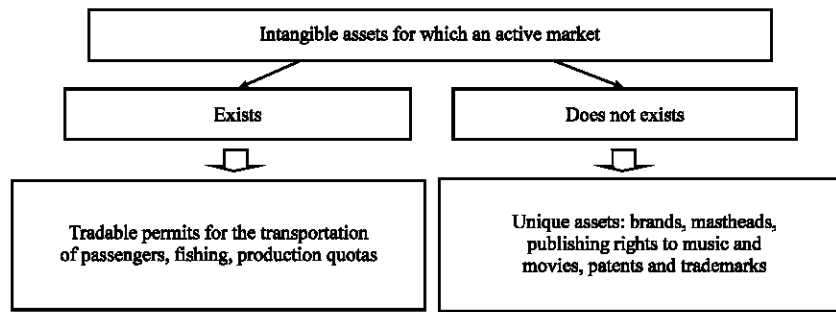 Intangible assets for which an active market
Exists
Does not exists
Tradable permits for the transportation
of passengers, fishing, production quotas
Unique assets: brands, mastheads,
publishing rights to music and
movies, patents and trademarks